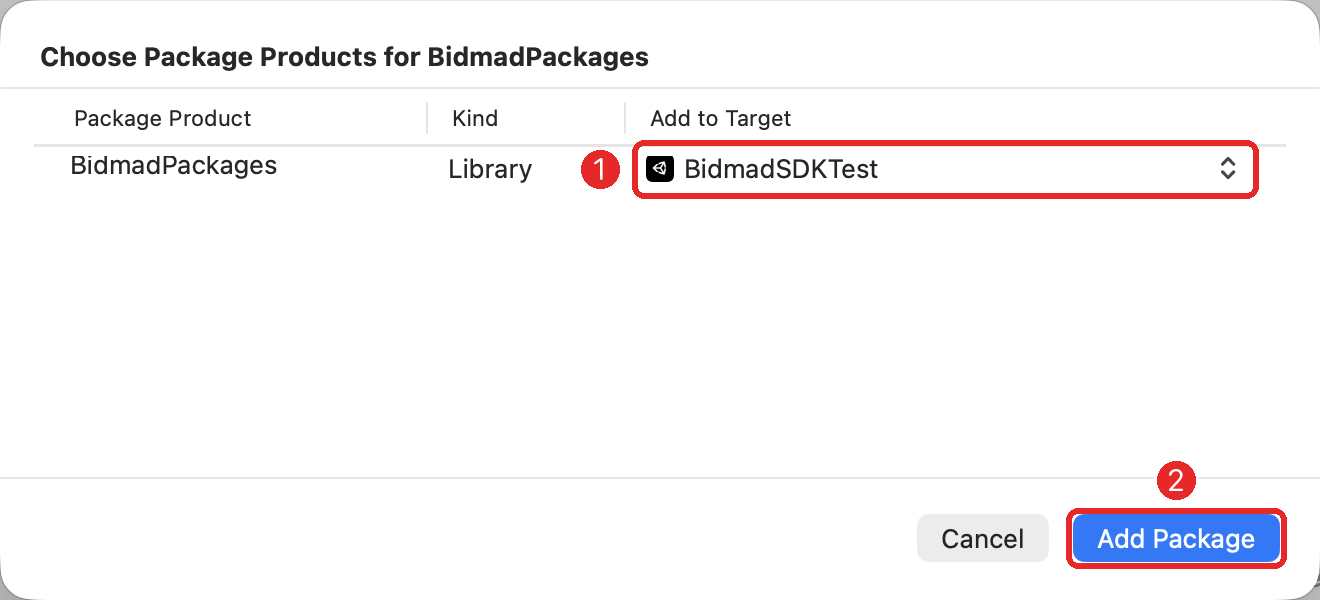 Choose Package Products for BidmadPackages
Package Product Kind Add to Target
BidmadPackages Library 1 BidmadSDKTest
2
Cancel Add Package